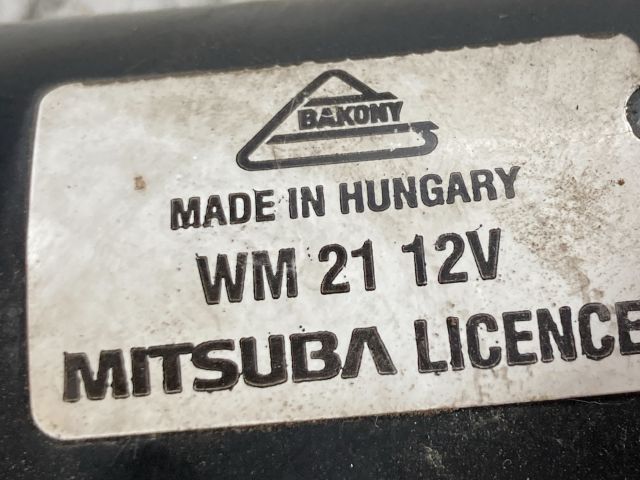 BAKONY
MADE IN HUNGARY
WM 21 12V
MITSUBA LICENCE